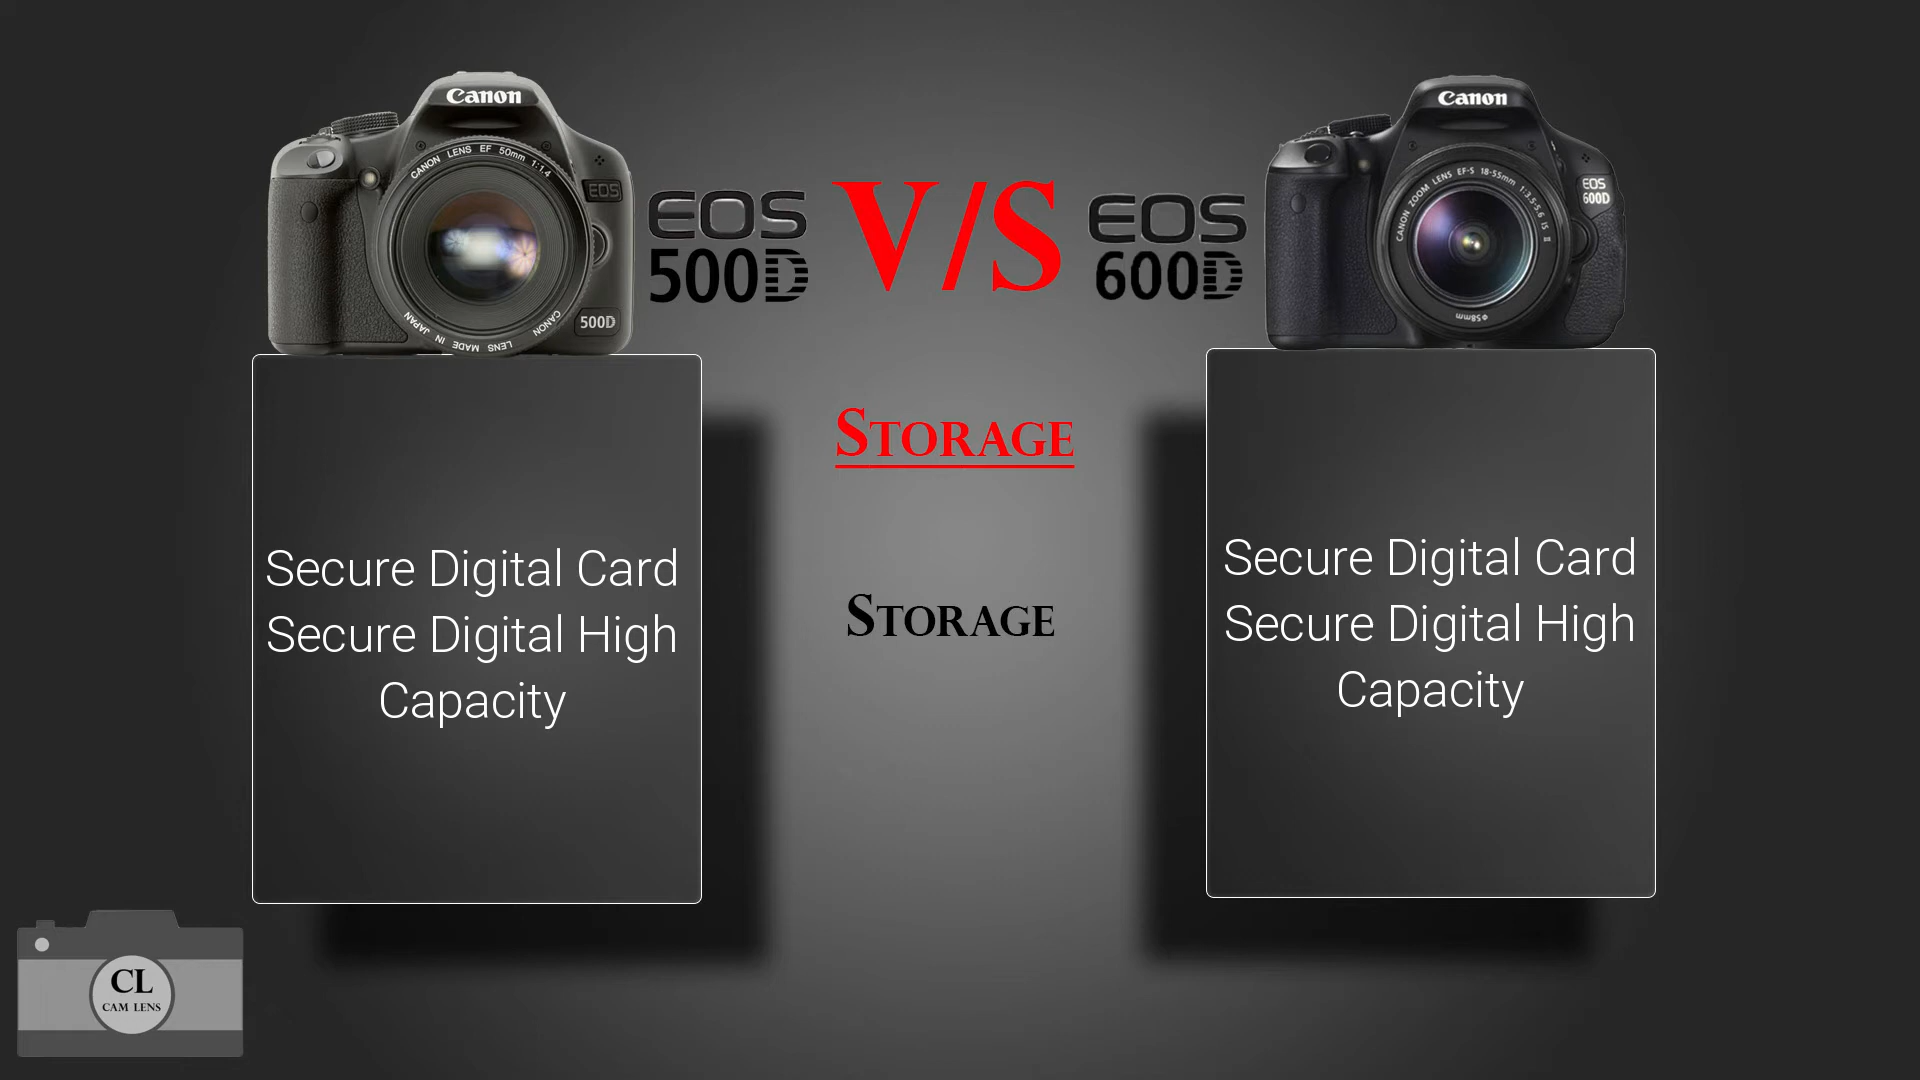 Canon
CANON LENS EF 50mm 1:1.4
EOS
500D
CANON LENS MADE IN JAPAN
EOS
500D
V/S
EOS
600D
Canon
CANON ZOOM LENS EF-S 18-55mm 1:3.5-5.6 IS II
Φ58mm
EOS
600D
STORAGE
Secure Digital Card
Secure Digital High
Capacity
STORAGE
Secure Digital Card
Secure Digital High
Capacity
CL
CAM LENS